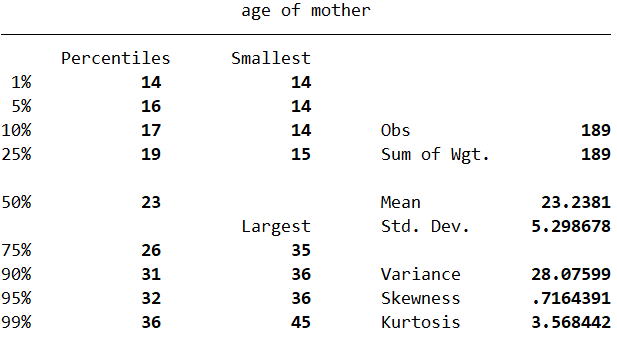 age of mother
Percentiles Smallest
1% 14 14
5% 16 14
10% 17 14 Obs 189
25% 19 15 Sum of Wgt. 189
50% 23 Mean 23.2381
Largest Std. Dev. 5.298678
75% 26 35
90% 31 36 Variance 28.07599
95% 32 36 Skewness .7164391
99% 36 45 Kurtosis 3.568442